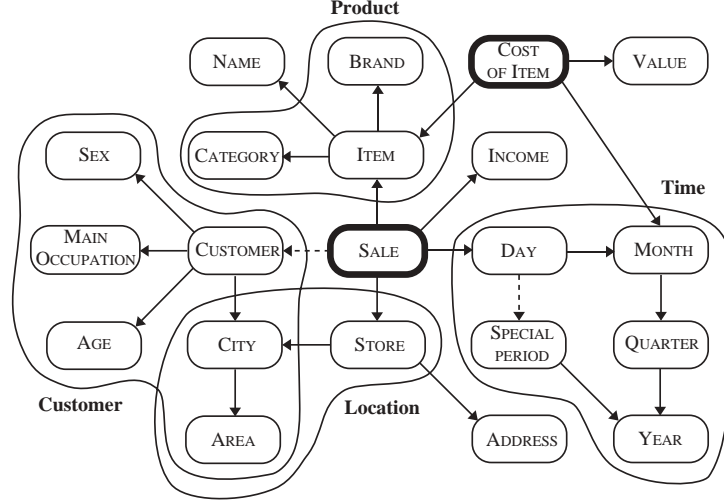 Product
COST
OF ITEM
NAME
BRAND
VALUE
SEX
CATEGORY
ITEM
INCOME
Time
MAIN
OCCUPATION
CUSTOMER
SALE
DAY
MONTH
AGE
CITY
STORE
SPECIAL
PERIOD
QUARTER
Customer
Location
AREA
ADDRESS
YEAR